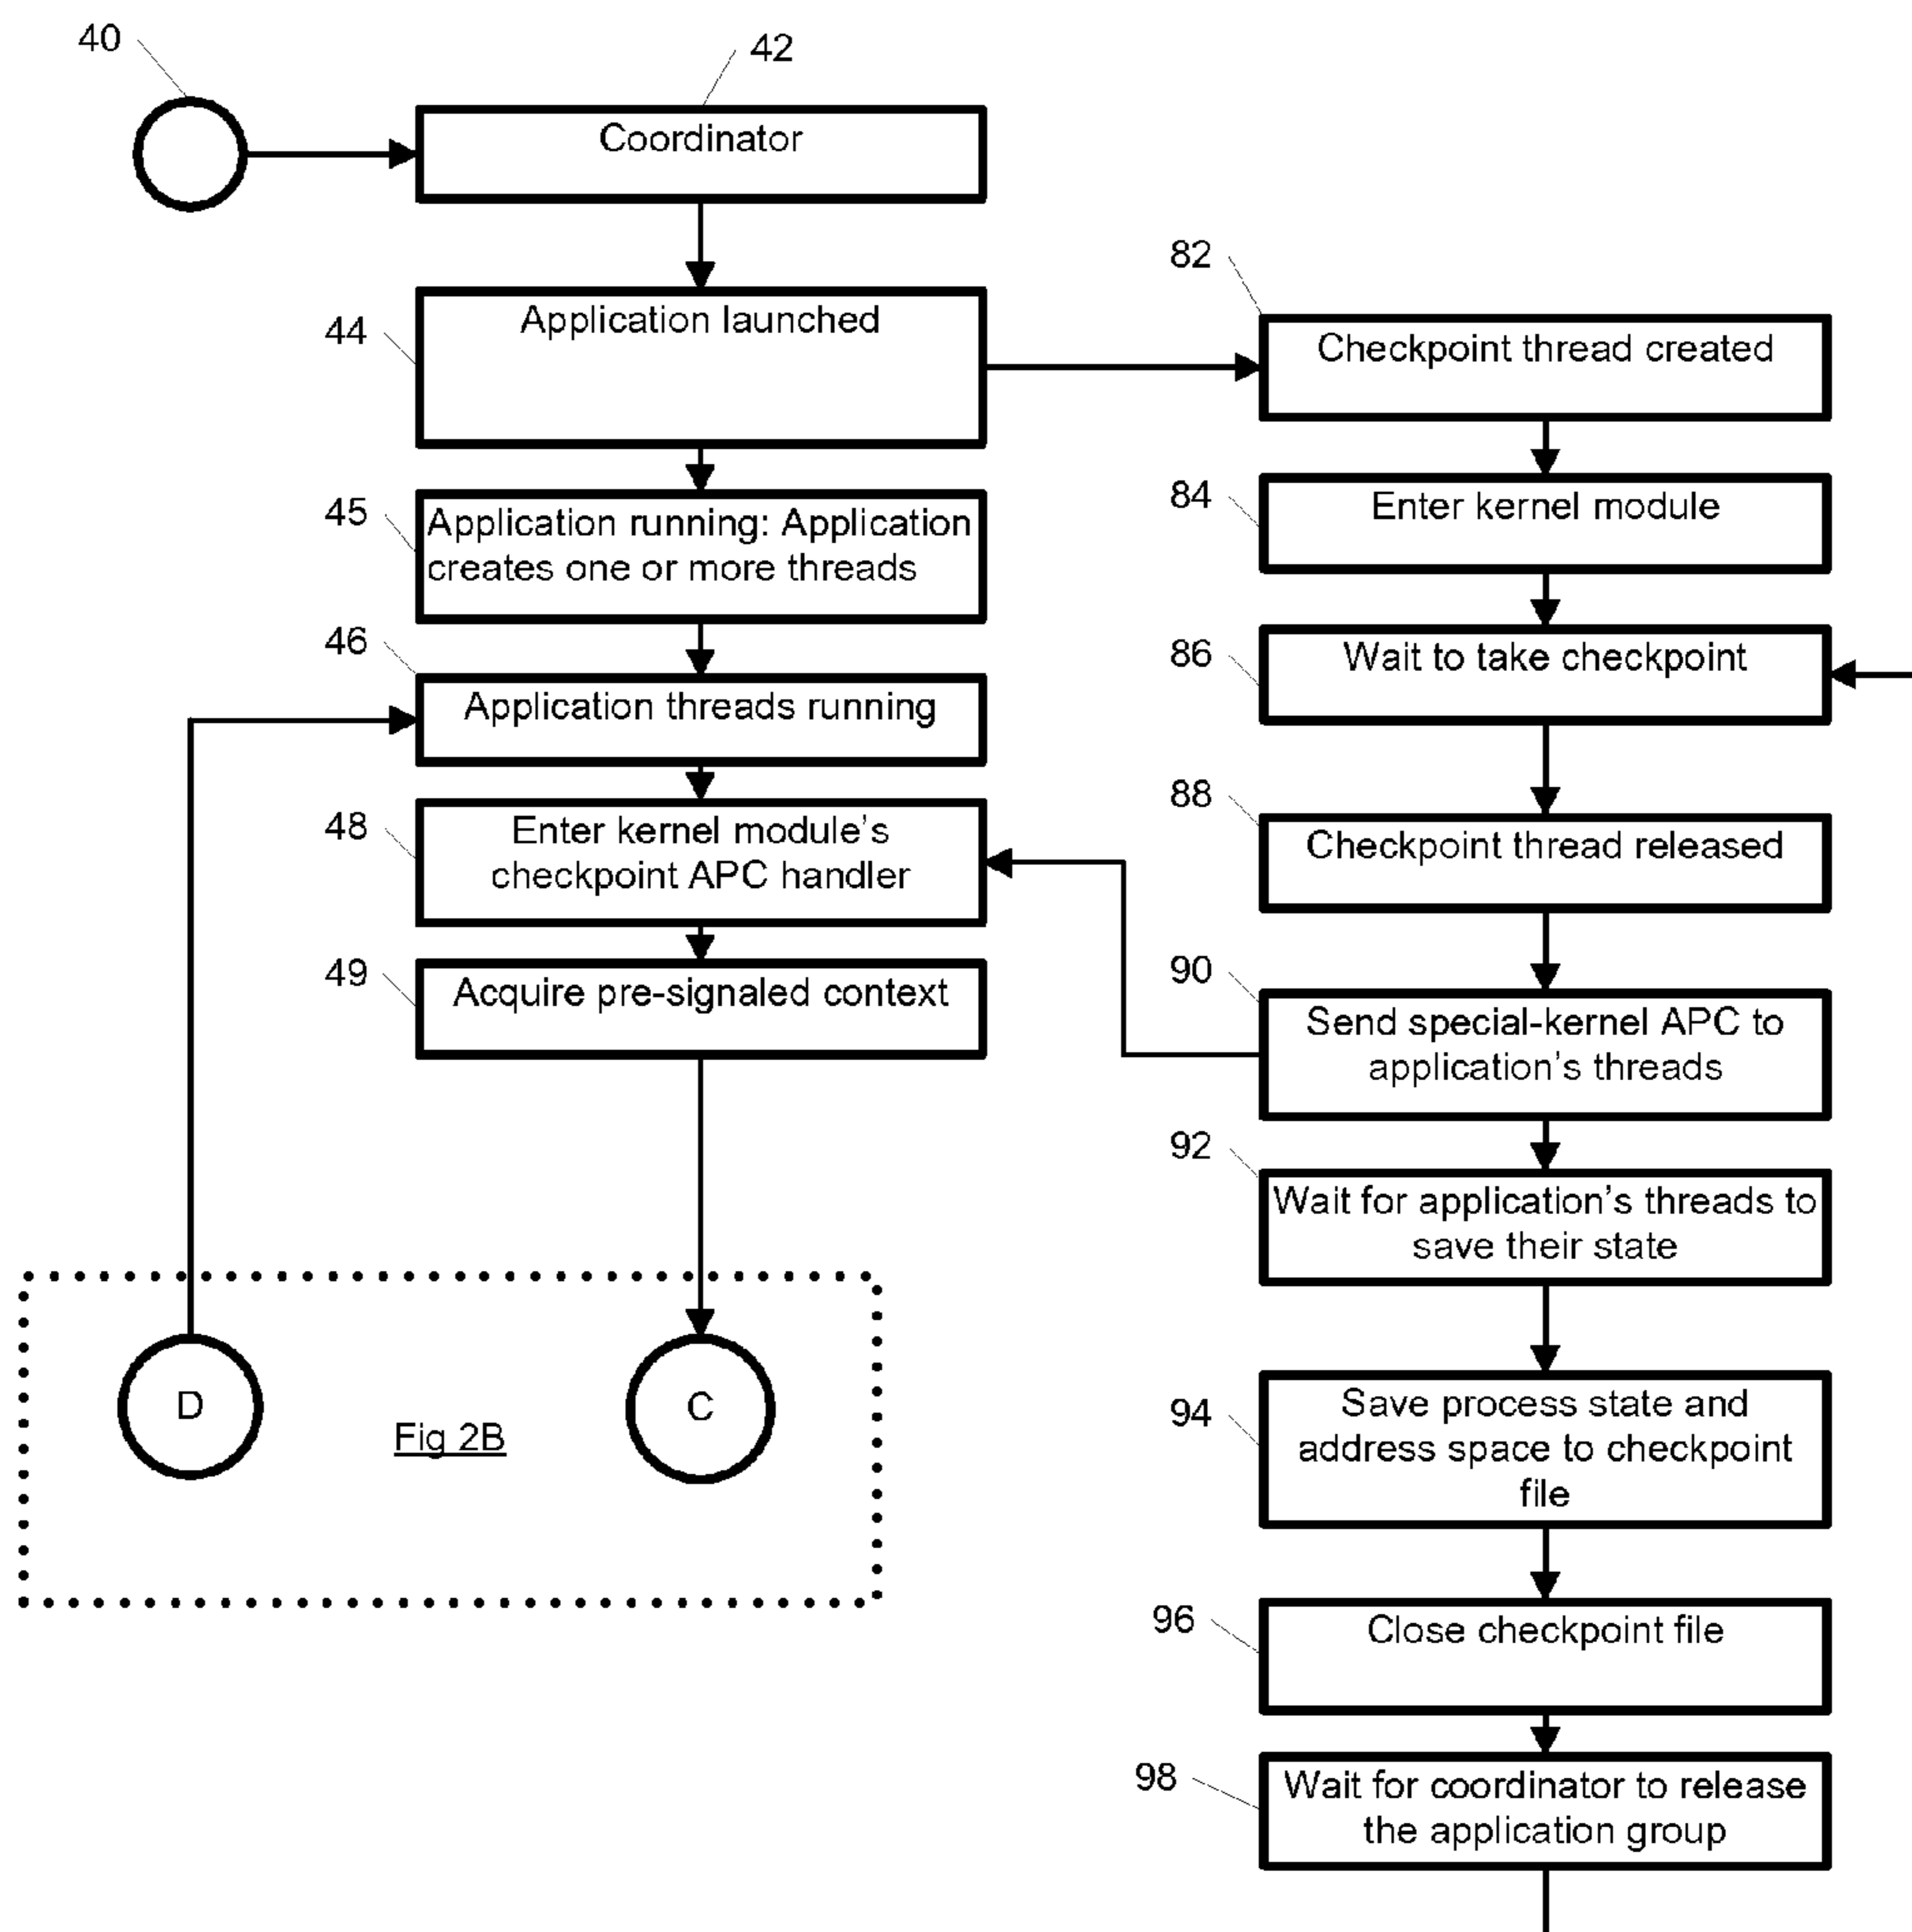 40
42
Coordinator
44
Application launched
82
Checkpoint thread created
45
Application running: Application
creates one or more threads
84
Enter kernel module
46
Application threads running
86
Wait to take checkpoint
48
Enter kernel module's
checkpoint APC handler
88
Checkpoint thread released
49
Acquire pre-signaled context
90
Send special-kernel APC to
application's threads
92
Wait for application's threads to
save their state
D
Fig 2B
C
94
Save process state and
address space to checkpoint
file
96
Close checkpoint file
98
Wait for coordinator to release
the application group